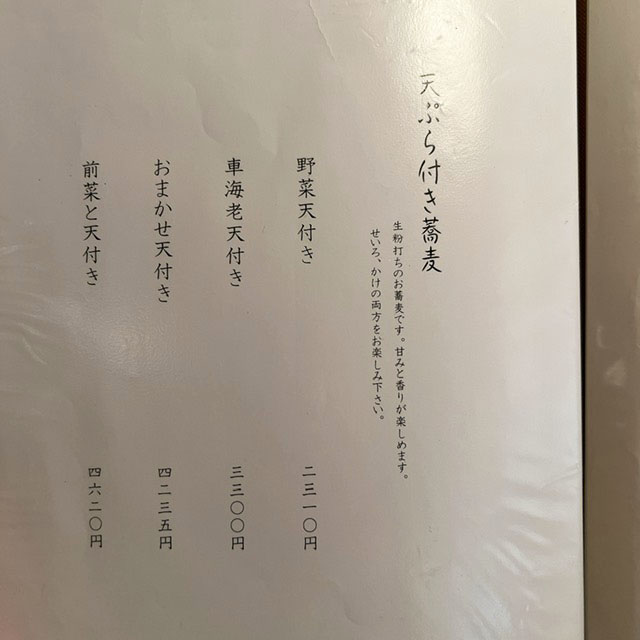 天ぷら付き蕎麦
生粉打ちのお蕎麦です。甘みと香りが楽しめます。
せいろ、かけの両方をお楽しみ下さい。
野菜天付き 二三一〇円
車海老天付き 三三〇〇円
おまかせ天付き 四二三五円
前菜と天付き 四六二〇円